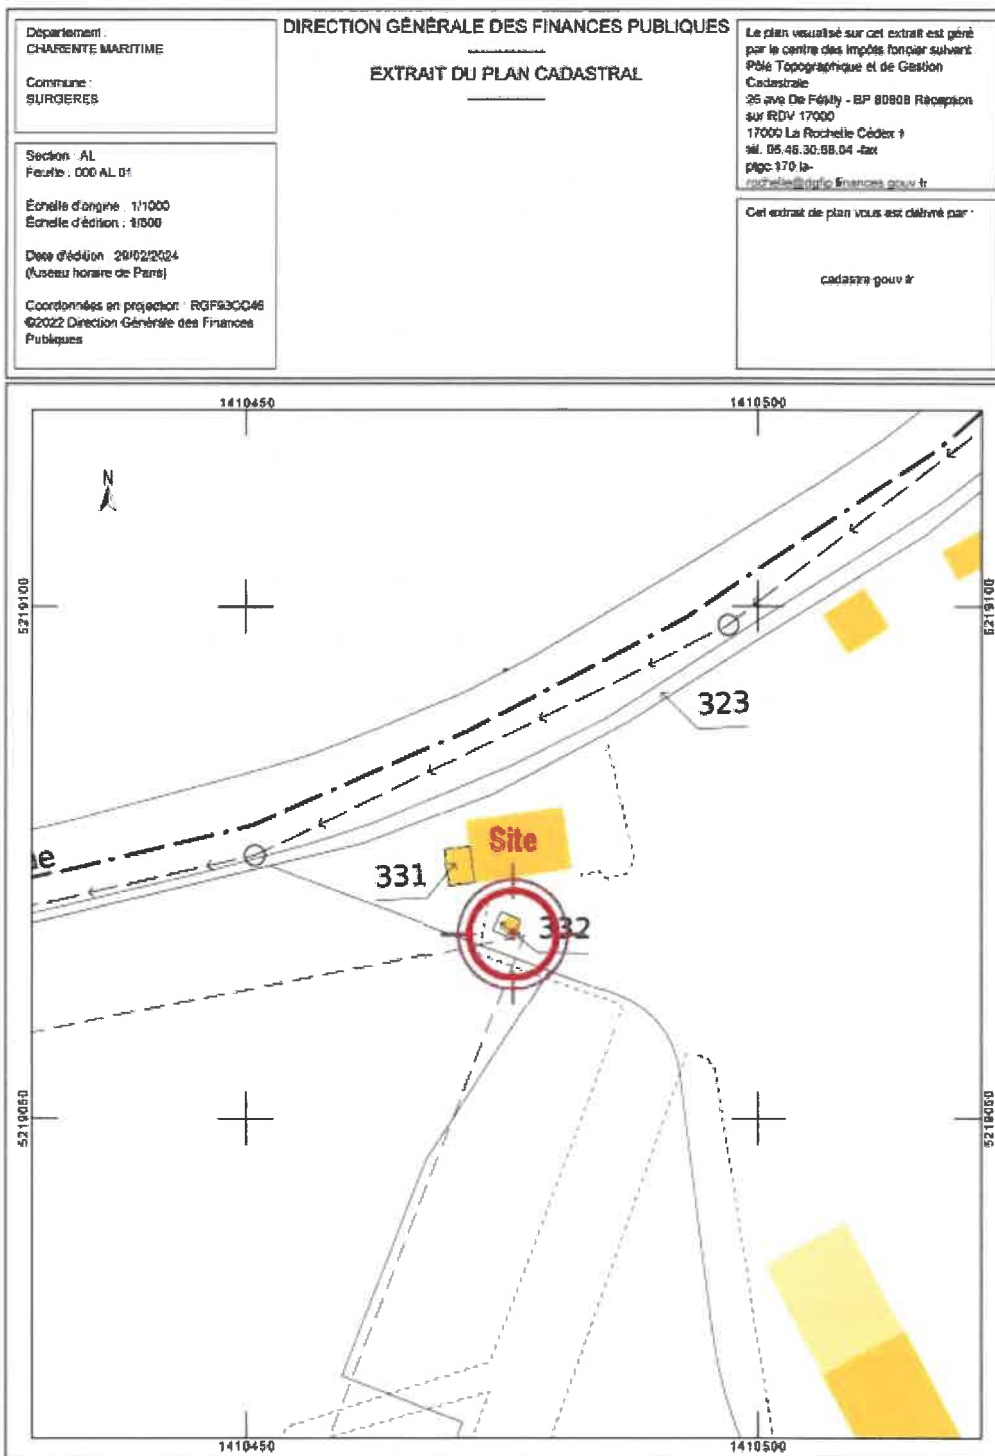 Département :
CHARENTE MARITIME
Commune :
SURGERES
Section : AL
Feuille : 000 AL 01
Échelle d'origine : 1/1000
Échelle d'édition : 1/500
Date d'édition : 29/02/2024
(fuseau horaire de Paris)
Coordonnées en projection : RGF93CC46
©2022 Direction Générale des Finances
Publiques
DIRECTION GÉNÉRALE DES FINANCES PUBLIQUES
EXTRAIT DU PLAN CADASTRAL
Le plan visualisé sur cet extrait est géré
par le centre des impôts foncier suivant :
Pôle Topographique et de Gestion
Cadastrale
26 ave De Fétilly - BP 60808 Réception
sur RDV 17000
17000 La Rochelle Cédex 1
tél. 05.46.30.68.04 -fax
ptgc.170.la-
rochelle@dgfip.finances.gouv.fr
Cet extrait de plan vous est délivré par :
cadastre.gouv.fr
1410450
1410500
N
5219100
5219100
323
Site
331
332
5219050
5219050
1410450
1410500